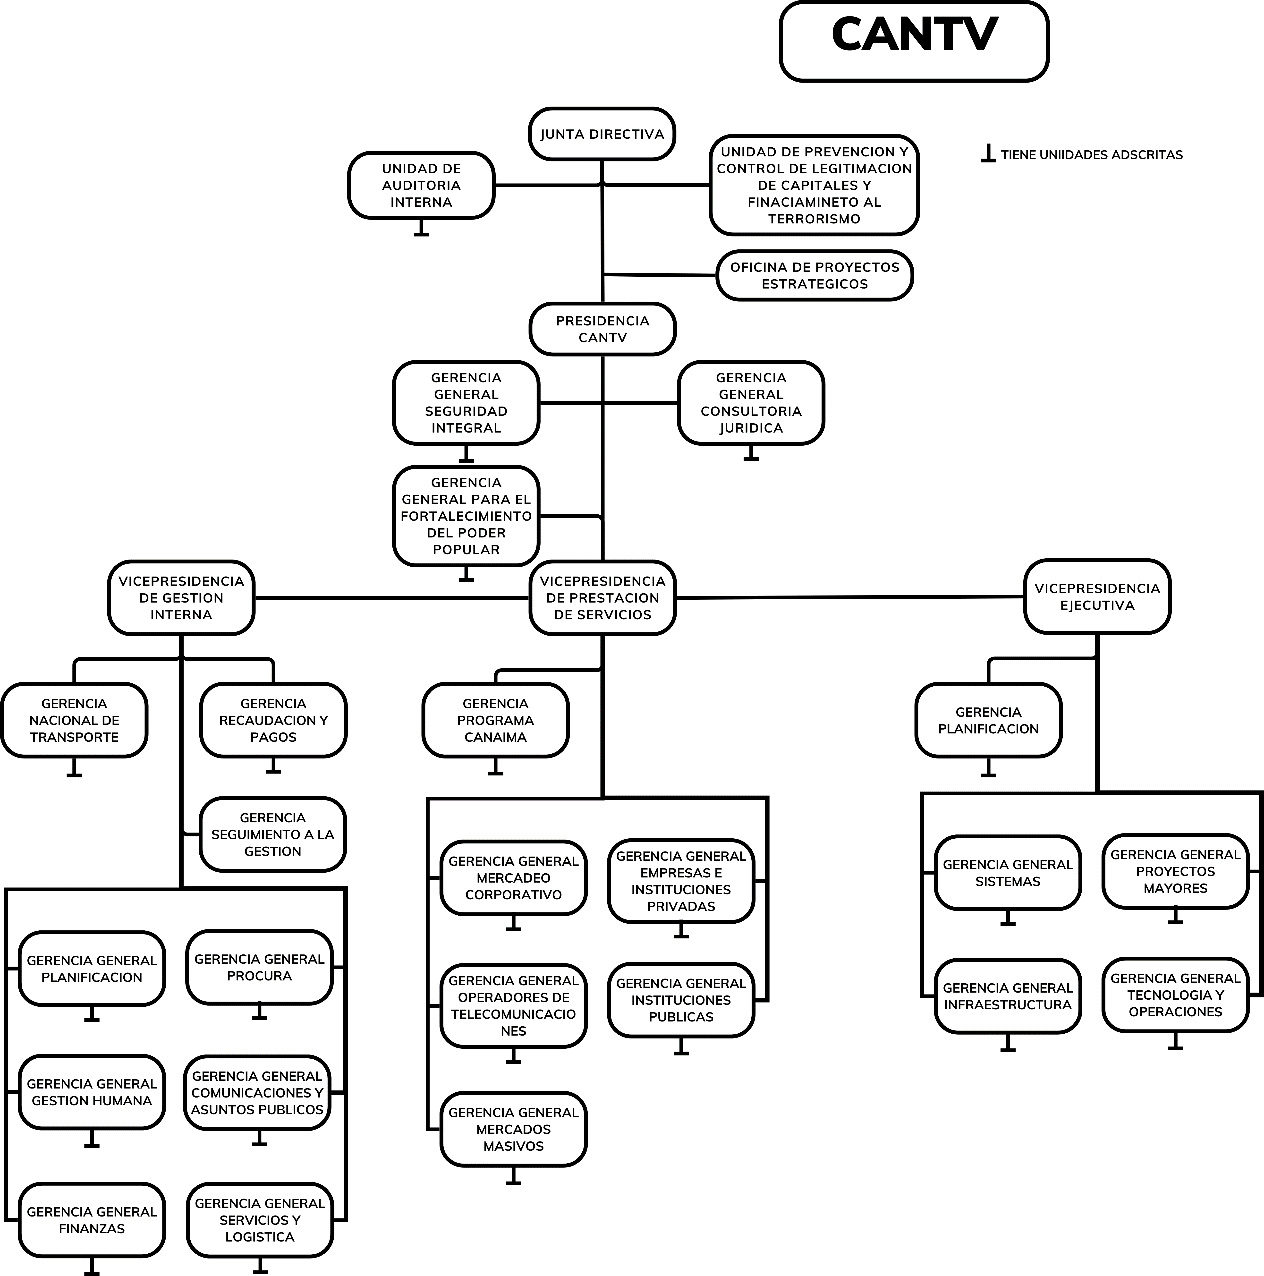 CANTV
JUNTA DIRECTIVA
UNIDAD DE
AUDITORIA
INTERNA
UNIDAD DE PREVENCION Y
CONTROL DE LEGITIMACION
DE CAPITALES Y
FINACIAMINETO AL
TERRORISMO
TIENE UNIIDADES ADSCRITAS
OFICINA DE PROYECTOS
ESTRATEGICOS
PRESIDENCIA
CANTV
GERENCIA
GENERAL
SEGURIDAD
INTEGRAL
GERENCIA
GENERAL
CONSULTORIA
JURIDICA
GERENCIA
GENERAL PARA EL
FORTALECIMIENTO
DEL PODER
POPULAR
VICEPRESIDENCIA
DE GESTION
INTERNA
VICEPRESIDENCIA
DE PRESTACION
DE SERVICIOS
VICEPRESIDENCIA
EJECUTIVA
GERENCIA
NACIONAL DE
TRANSPORTE
GERENCIA
RECAUDACION Y
PAGOS
GERENCIA
PROGRAMA
CANAIMA
GERENCIA
PLANIFICACION
GERENCIA
SEGUIMIENTO A LA
GESTION
GERENCIA GENERAL
MERCADEO
CORPORATIVO
GERENCIA GENERAL
EMPRESAS E
INSTITUCIONES
PRIVADAS
GERENCIA GENERAL
SISTEMAS
GERENCIA GENERAL
PROYECTOS
MAYORES
GERENCIA GENERAL
PLANIFICACION
GERENCIA GENERAL
PROCURA
GERENCIA GENERAL
OPERADORES DE
TELECOMUNICACIO
NES
GERENCIA GENERAL
INSTITUCIONES
PUBLICAS
GERENCIA GENERAL
INFRAESTRUCTURA
GERENCIA GENERAL
TECNOLOGIA Y
OPERACIONES
GERENCIA GENERAL
GESTION HUMANA
GERENCIA GENERAL
COMUNICACIONES Y
ASUNTOS PUBLICOS
GERENCIA GENERAL
MERCADOS
MASIVOS
GERENCIA GENERAL
FINANZAS
GERENCIA GENERAL
SERVICIOS Y
LOGISTICA